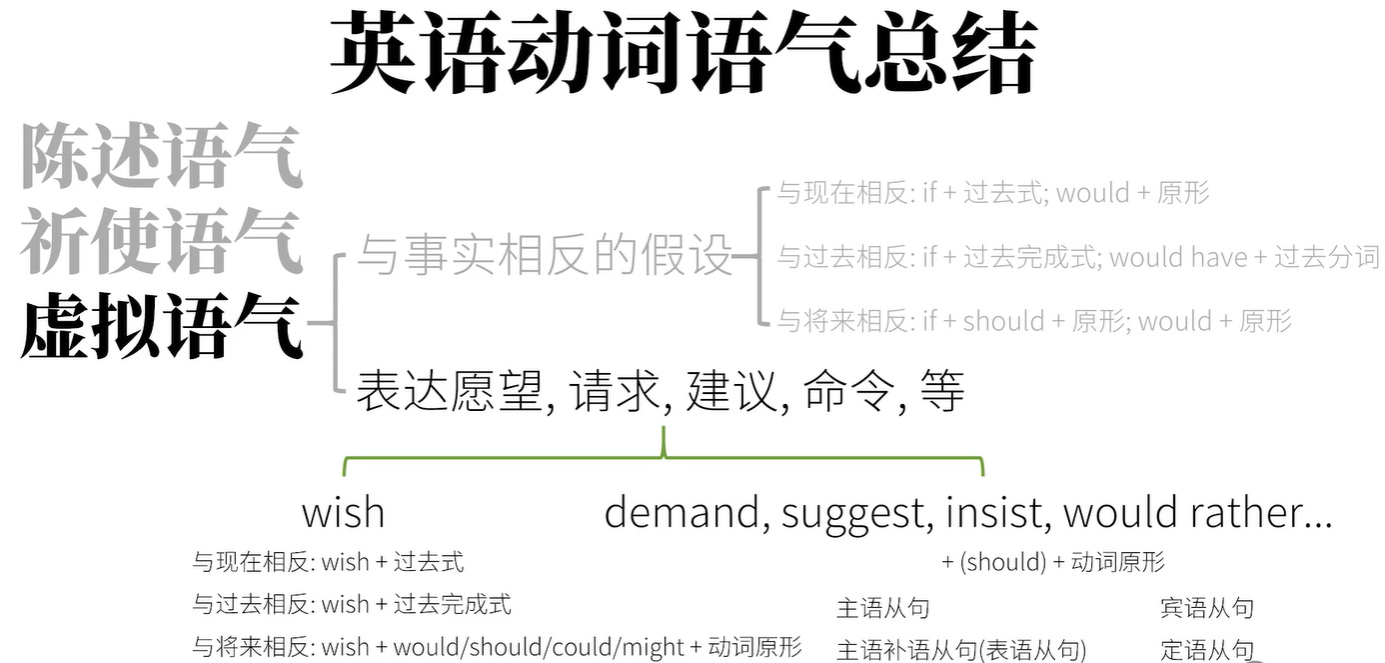 英语动词语气总结
陈述语气
祈使语气
虚拟语气
与事实相反的假设
与现在相反: if + 过去式; would + 原形
与过去相反: if + 过去完成式; would have + 过去分词
与将来相反: if + should + 原形; would + 原形
表达愿望, 请求, 建议, 命令, 等
wish
与现在相反: wish + 过去式
与过去相反: wish + 过去完成式
与将来相反: wish + would/should/could/might + 动词原形
demand, suggest, insist, would rather...
+ (should) + 动词原形
主语从句 宾语从句
主语补语从句(表语从句) 定语从句